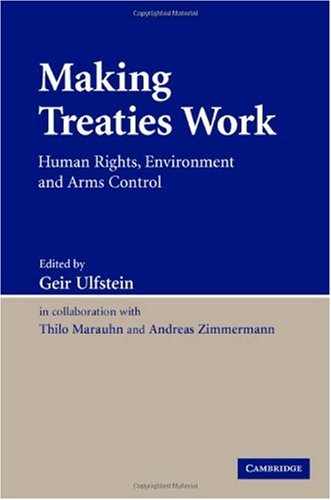 Making
Treaties Work
Human Rights, Environment
and Arms Control
Edited by
Geir Ulfstein
in collaboration with
Thilo Marauhn and Andreas Zimmermann
CAMBRIDGE